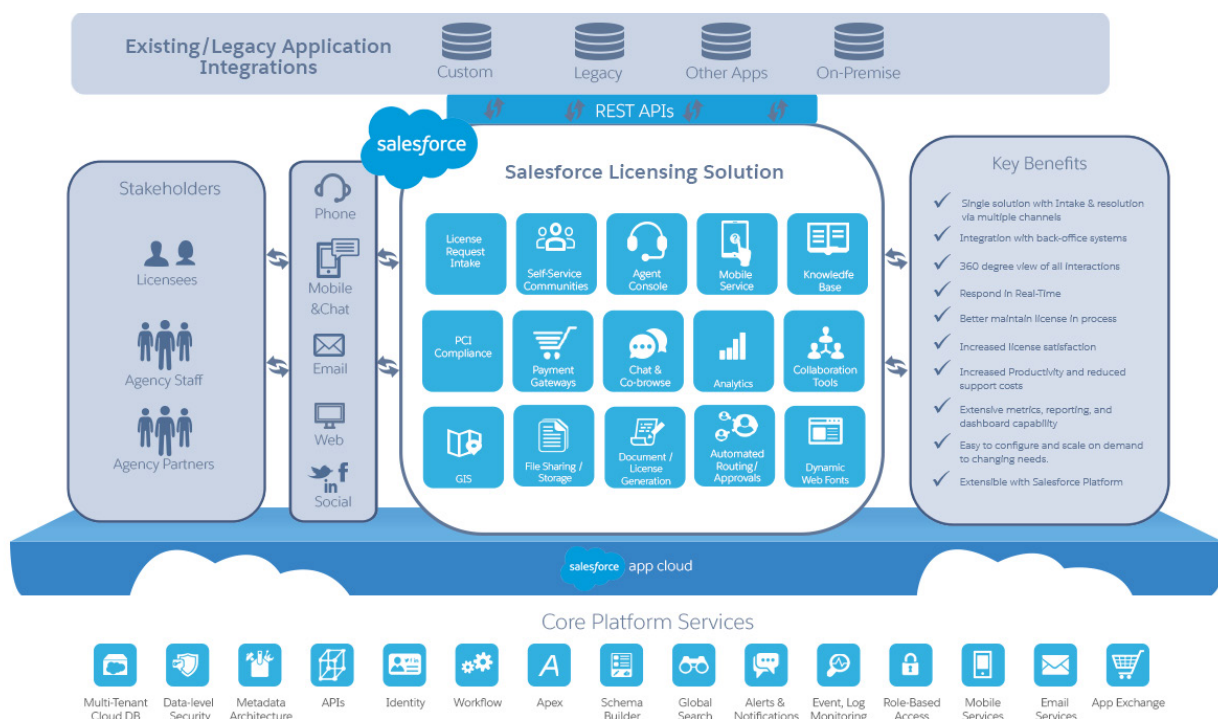 Existing/Legacy Application
Integrations
Custom
Legacy
Other Apps
On-Premise
REST APIs
salesforce
Stakeholders
Licensees
Agency Staff
Agency Partners
Phone
Mobile
&Chat
Email
Web
in
Social
Salesforce Licensing Solution
License
Request
Intake
Self-Service
Communities
Agent
Console
Mobile
Service
Knowledfe
Base
PCI
Compliance
Payment
Gateways
Chat &
Co-browse
Analytics
Collaboration
Tools
GIS
File Sharing /
Storage
Document /
License
Generation
Automated
Routing/
Approvals
Dynamic
Web Fonts
Key Benefits
Single solution with Intake & resolution
via multiple channels
Integration with back-office systems
360 degree view of all interactions
Respond in Real-Time
Better maintain license in process
Increased license satisfaction
Increased Productivity and reduced
support costs
Extensive metrics, reporting, and
dashboard capability
Easy to configure and scale on demand
to changing needs.
Extensible with Salesforce Platform
salesforce app cloud
Core Platform Services
Multi-Tenant
Cloud DB
Data-level
Security
Metadata
Architecture
APIs
Identity
Workflow
A
Apex
Schema
Builder
Global
Search
Alerts &
Notifications
Event, Log
Monitoring
Role-Based
Access
Mobile
Services
Email
Services
App Exchange